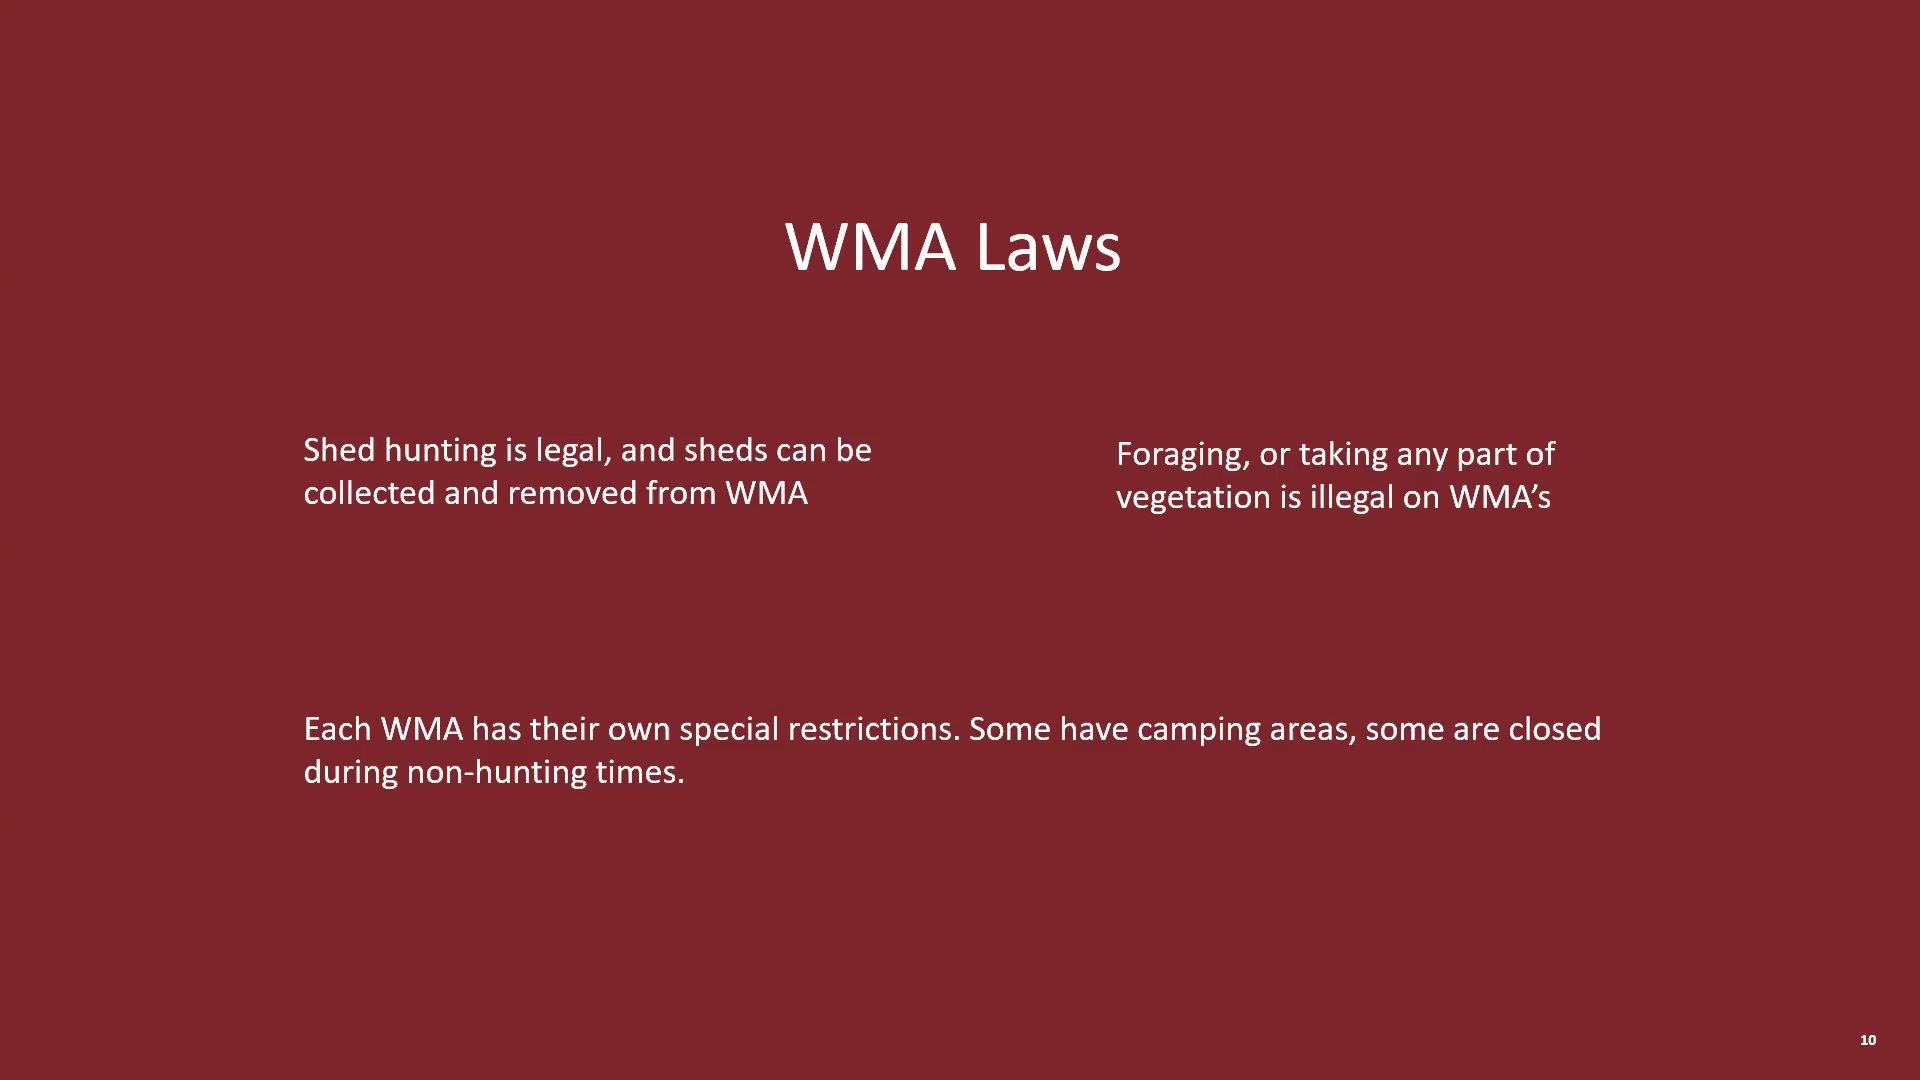 WMA Laws
Shed hunting is legal, and sheds can be
collected and removed from WMA
Foraging, or taking any part of
vegetation is illegal on WMA’s
Each WMA has their own special restrictions. Some have camping areas, some are closed
during non-hunting times.
10